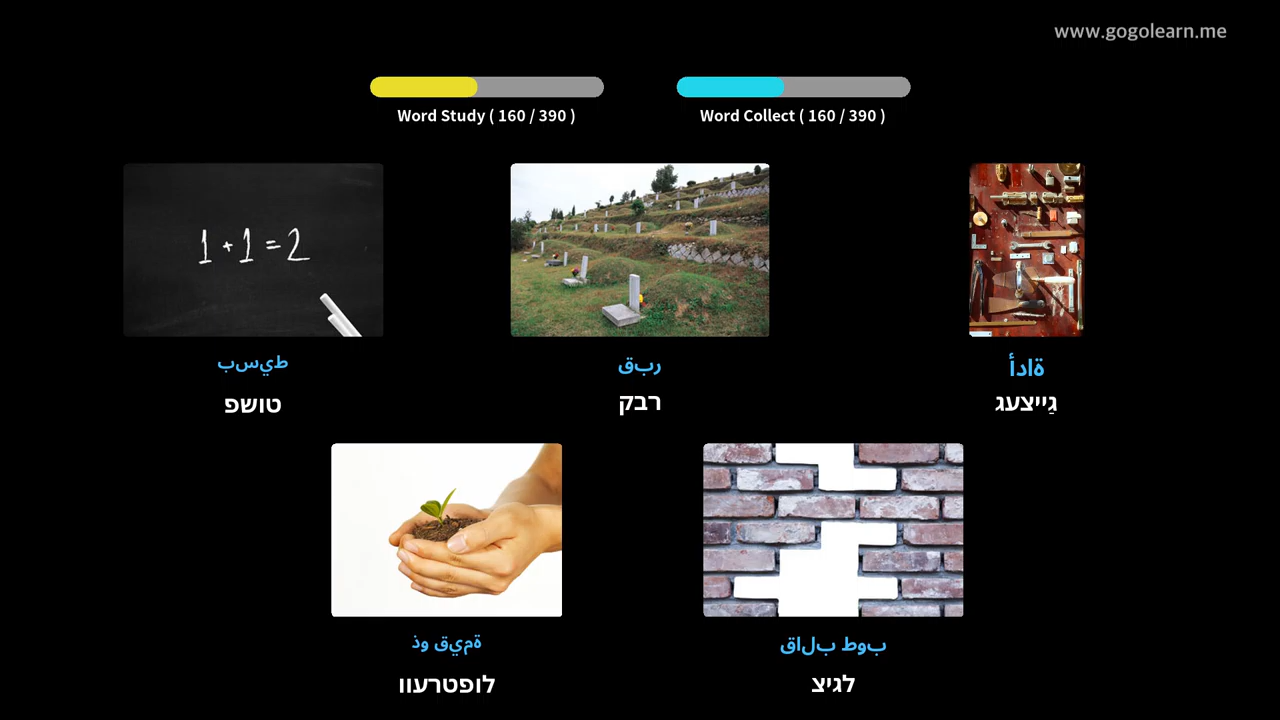 www.gogolearn.me
Word Study ( 160 / 390 )
Word Collect ( 160 / 390 )
طيسب
טושפ
ربق
רבק
ةادأ
גַייצעג
ةميق وذ
לופטרעוו
بوط بلاق
לגיצ